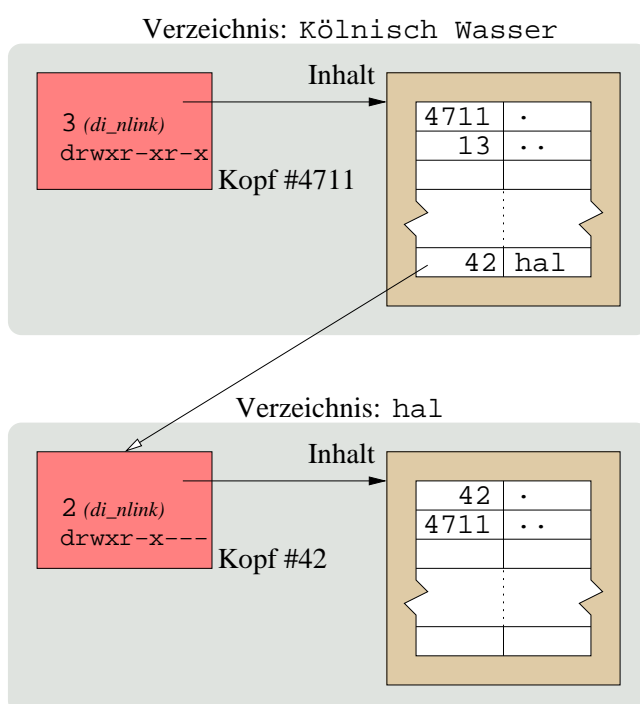 Verzeichnis: Kölnisch Wasser
Inhalt
3 (di_nlink)
drwxr-xr-x
Kopf #4711
4711 .
13 ..
42 hal
Verzeichnis: hal
Inhalt
2 (di_nlink)
drwxr-x---
Kopf #42
42 .
4711 ..